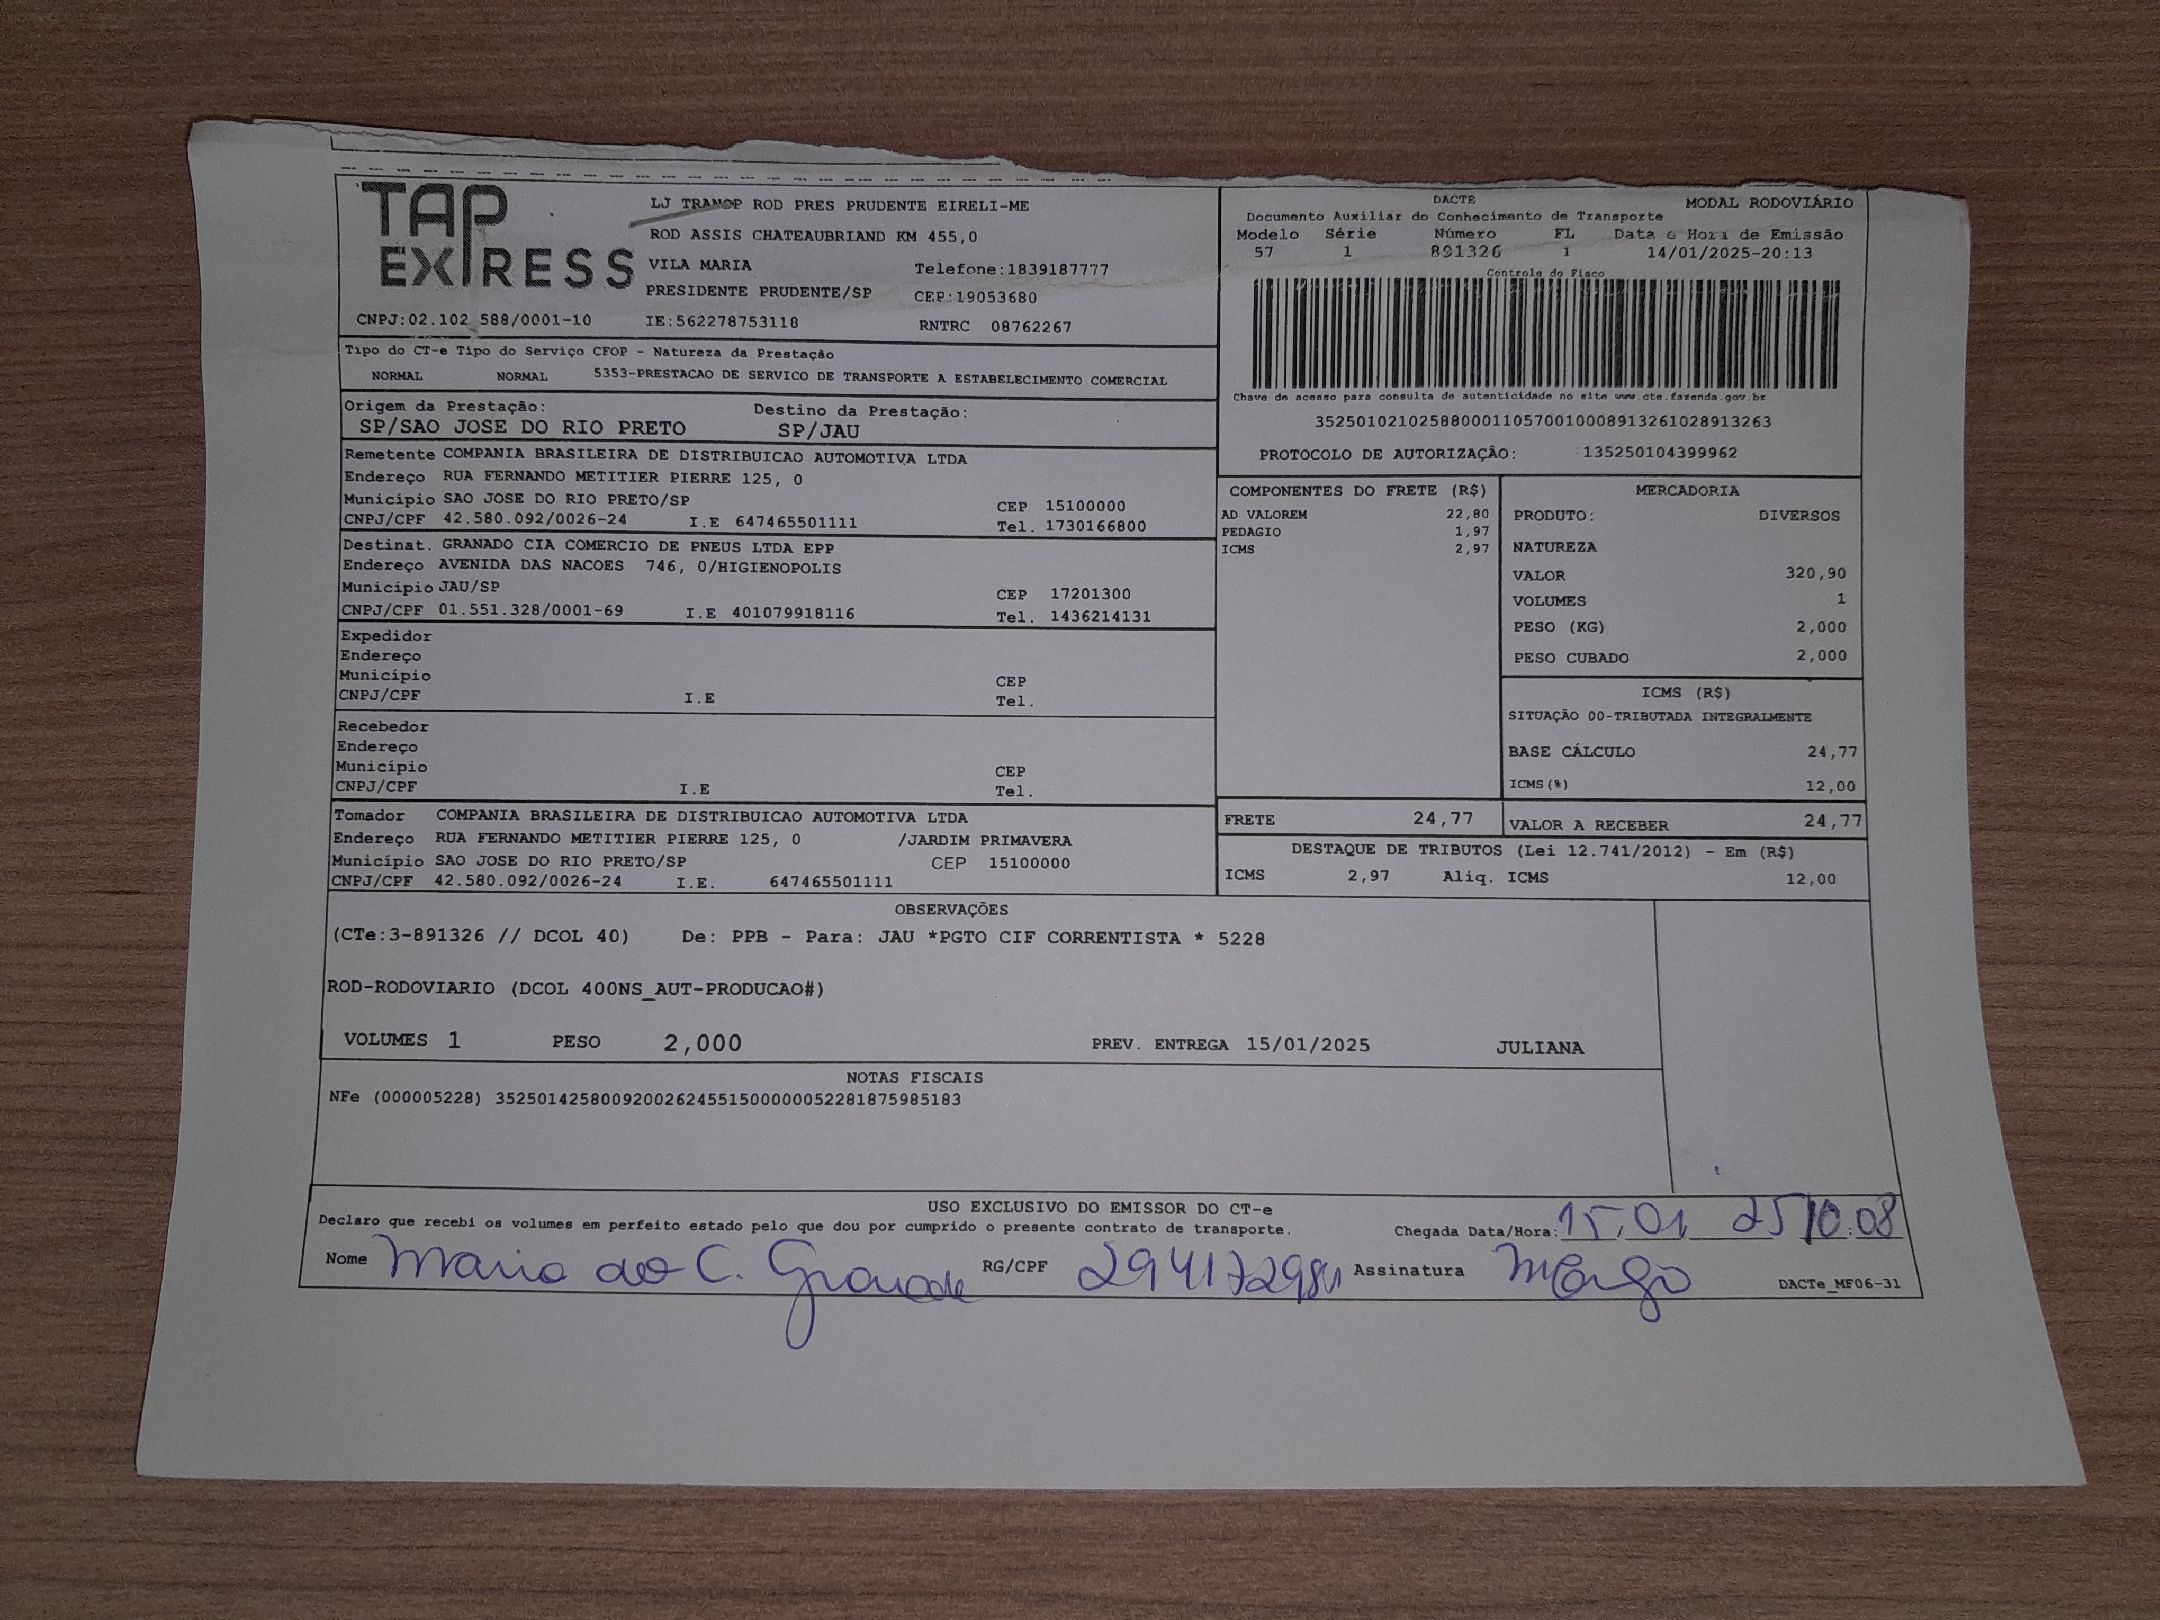 TAP
EXPRESS
LJ TRANSP ROD PRES PRUDENTE EIRELI-ME
ROD ASSIS CHATEAUBRIAND KM 455,0
VILA MARIA Telefone:1839187777
PRESIDENTE PRUDENTE/SP CEP:19053680
CNPJ:02.102 588/0001-10 IE:562278753118 RNTRC 08762267
DACTE MODAL RODOVIÁRIO
Documento Auxiliar do Conhecimento de Transporte
Modelo Série Número FL Data e Hora de Emissão
57 1 891326 1 14/01/2025-20:13
Controle do Fisco
Chave de acesso para consulta de autenticidade no site www.cte.fazenda.gov.br
35250102102588000110570010008913261028913263
PROTOCOLO DE AUTORIZAÇÃO: 135250104399962
Tipo do CT-e Tipo do Serviço CFOP - Natureza da Prestação
NORMAL NORMAL 5353-PRESTACAO DE SERVICO DE TRANSPORTE A ESTABELECIMENTO COMERCIAL
Origem da Prestação: Destino da Prestação:
SP/SAO JOSE DO RIO PRETO SP/JAU
Remetente COMPANIA BRASILEIRA DE DISTRIBUICAO AUTOMOTIVA LTDA
Endereço RUA FERNANDO METITIER PIERRE 125, 0
Município SAO JOSE DO RIO PRETO/SP CEP 15100000
CNPJ/CPF 42.580.092/0026-24 I.E 647465501111 Tel. 1730166800
Destinat. GRANADO CIA COMERCIO DE PNEUS LTDA EPP
Endereço AVENIDA DAS NACOES 746, 0/HIGIENOPOLIS
Município JAU/SP CEP 17201300
CNPJ/CPF 01.551.328/0001-69 I.E 401079918116 Tel. 1436214131
Expedidor
Endereço
Município CEP
CNPJ/CPF I.E Tel.
Recebedor
Endereço
Município CEP
CNPJ/CPF I.E Tel.
Tomador COMPANIA BRASILEIRA DE DISTRIBUICAO AUTOMOTIVA LTDA
Endereço RUA FERNANDO METITIER PIERRE 125, 0 /JARDIM PRIMAVERA
Município SAO JOSE DO RIO PRETO/SP CEP 15100000
CNPJ/CPF 42.580.092/0026-24 I.E. 647465501111
COMPONENTES DO FRETE (R$)
AD VALOREM 22,80
PEDAGIO 1,97
ICMS 2,97
MERCADORIA
PRODUTO: DIVERSOS
NATUREZA
VALOR 320,90
VOLUMES 1
PESO (KG) 2,000
PESO CUBADO 2,000
ICMS (R$)
SITUAÇÃO 00-TRIBUTADA INTEGRALMENTE
BASE CÁLCULO 24,77
ICMS(%) 12,00
FRETE 24,77 VALOR A RECEBER 24,77
DESTAQUE DE TRIBUTOS (Lei 12.741/2012) - Em (R$)
ICMS 2,97 Aliq. ICMS 12,00
OBSERVAÇÕES
(CTe:3-891326 // DCOL 40) De: PPB - Para: JAU *PGTO CIF CORRENTISTA * 5228
ROD-RODOVIARIO (DCOL 400NS_AUT-PRODUCAO#)
VOLUMES 1 PESO 2,000 PREV. ENTREGA 15/01/2025 JULIANA
NOTAS FISCAIS
NFe (000005228) 35250142580092002624551500000052281875985183
USO EXCLUSIVO DO EMISSOR DO CT-e
Declaro que recebi os volumes em perfeito estado pelo que dou por cumprido o presente contrato de transporte. Chegada Data/Hora: 15.01 25 10:08
Nome Maria do C. RG/CPF Assinatura
DACTe_MF06-31